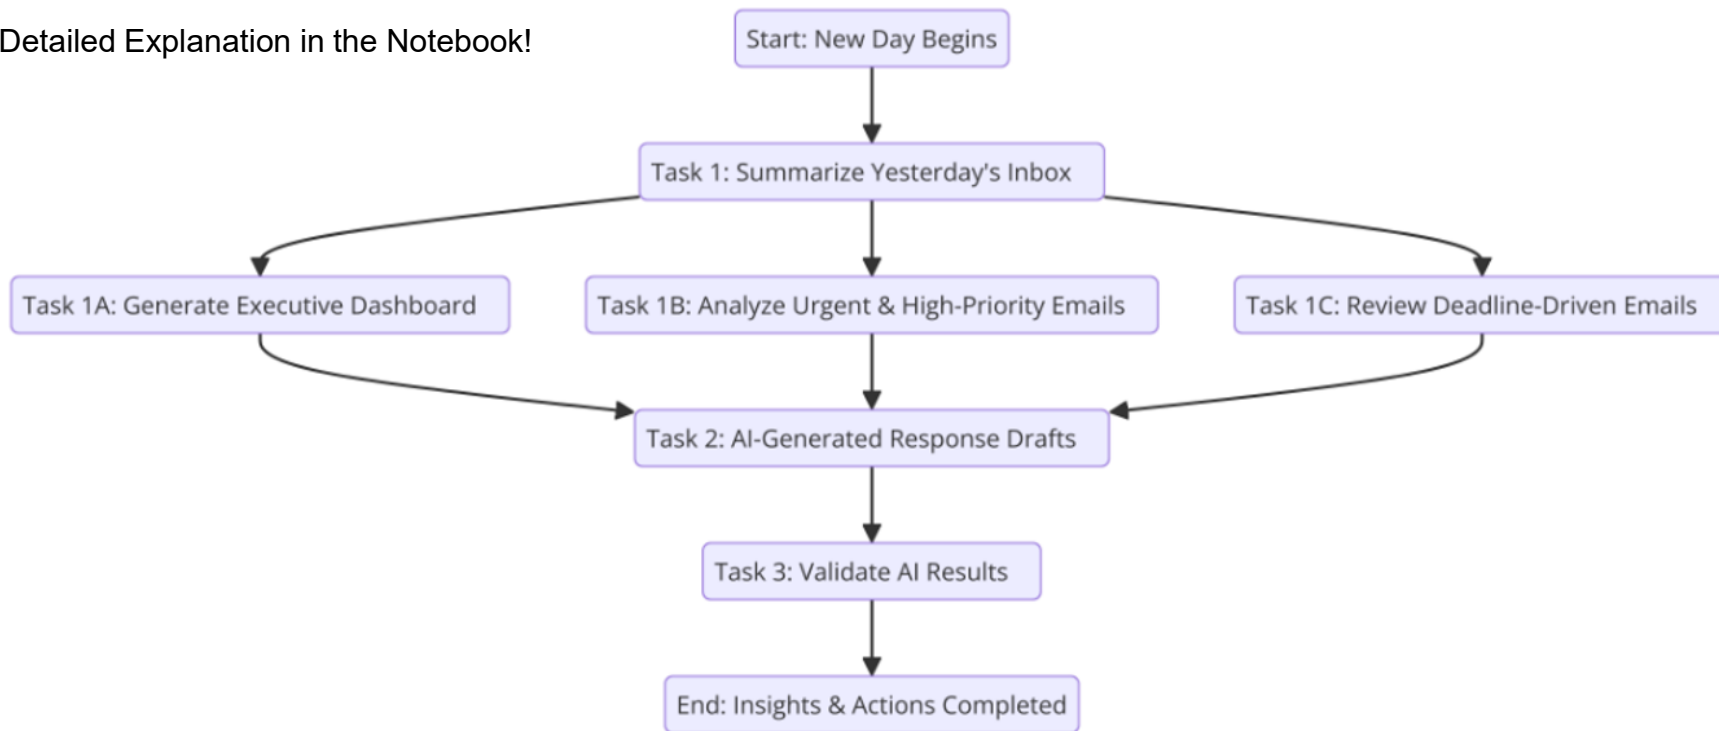 Detailed Explanation in the Notebook!
Start: New Day Begins
Task 1: Summarize Yesterday's Inbox
Task 1A: Generate Executive Dashboard
Task 1B: Analyze Urgent & High-Priority Emails
Task 1C: Review Deadline-Driven Emails
Task 2: AI-Generated Response Drafts
Task 3: Validate AI Results
End: Insights & Actions Completed